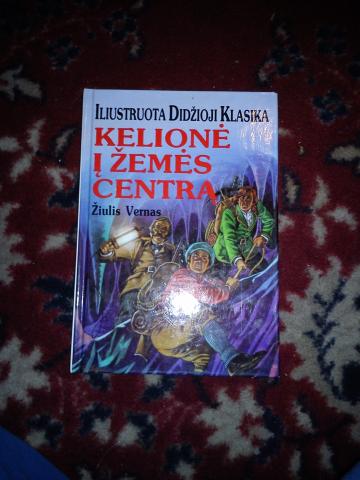 ILIUSTRUOTA DIDŽIOJI KLASIKA
KELIONĖ
Į ŽEMĖS
CENTRĄ
Žiulis Vernas